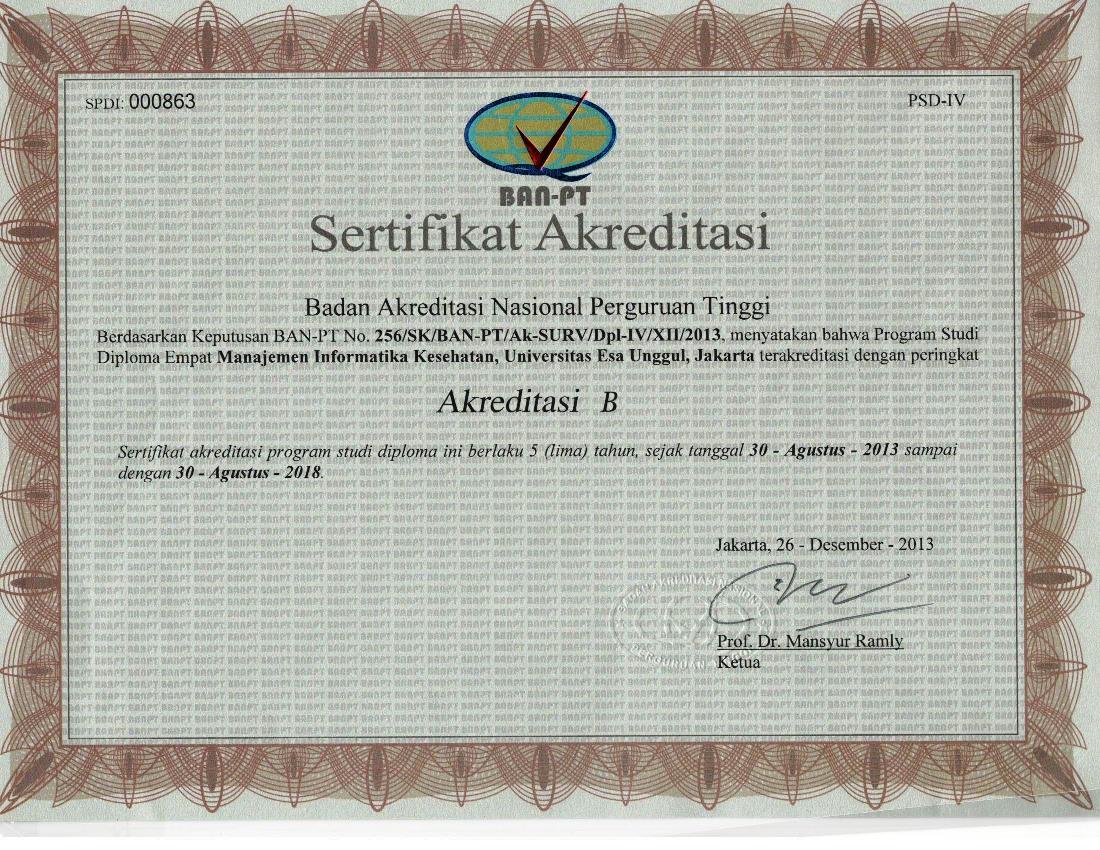 SPDI: 000863
PSD-IV
BAN-PT
Sertifikat Akreditasi
Badan Akreditasi Nasional Perguruan Tinggi
Berdasarkan Keputusan BAN-PT No. 256/SK/BAN-PT/Ak-SURV/Dpl-IV/XII/2013, menyatakan bahwa Program Studi
Diploma Empat Manajemen Informatika Kesehatan, Universitas Esa Unggul, Jakarta terakreditasi dengan peringkat
Akreditasi B
Sertifikat akreditasi program studi diploma ini berlaku 5 (lima) tahun, sejak tanggal 30 - Agustus - 2013 sampai
dengan 30 - Agustus - 2018.
Jakarta, 26 - Desember - 2013
Prof. Dr. Mansyur Ramly
Ketua